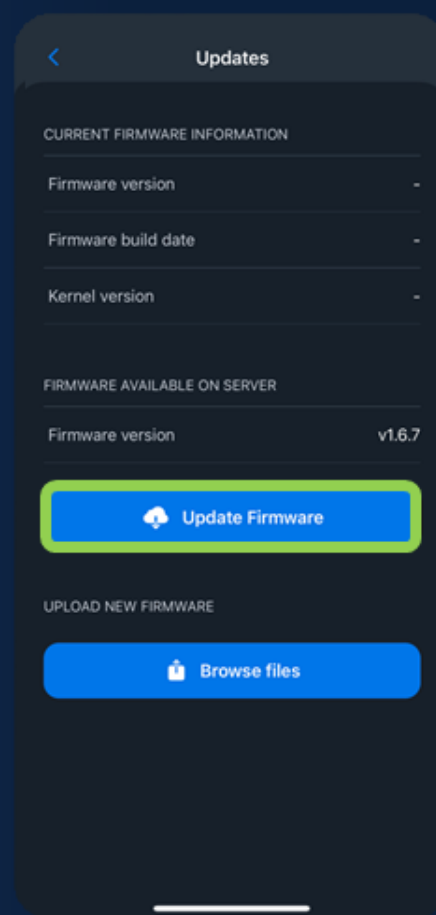 Updates
CURRENT FIRMWARE INFORMATION
Firmware version -
Firmware build date -
Kernel version -
FIRMWARE AVAILABLE ON SERVER
Firmware version v1.6.7
Update Firmware
UPLOAD NEW FIRMWARE
Browse files